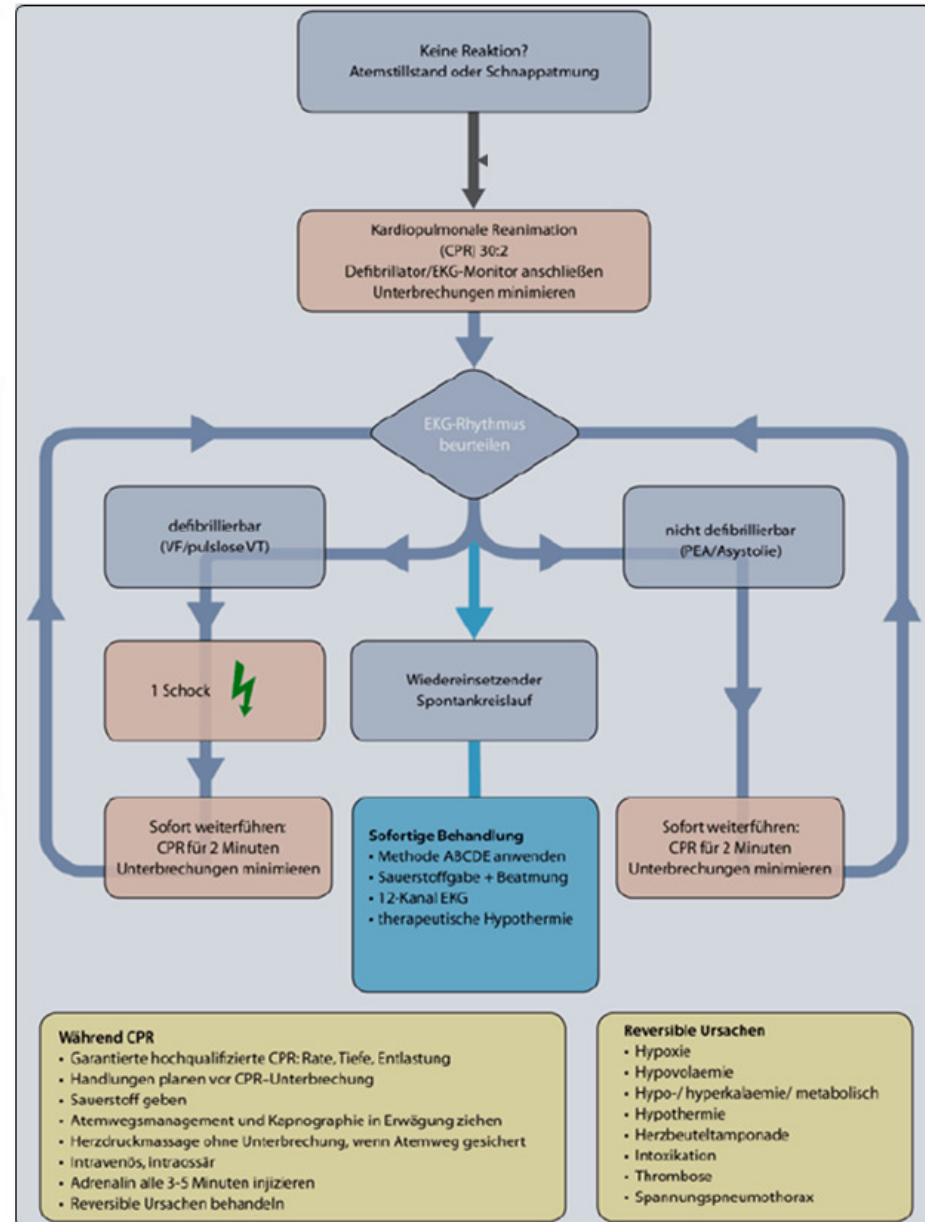 Keine Reaktion?
Atemstillstand oder Schnappatmung
Kardiopulmonale Reanimation
(CPR) 30:2
Defibrillator/EKG-Monitor anschließen
Unterbrechungen minimieren
EKG-Rhythmus
beurteilen
defibrillierbar
(VF/pulslose VT)
nicht defibrillierbar
(PEA/Asystolie)
1 Schock
Wiedereinsetzender
Spontankreislauf
Sofort weiterführen:
CPR für 2 Minuten
Unterbrechungen minimieren
Sofortige Behandlung
• Methode ABCDE anwenden
• Sauerstoffgabe + Beatmung
• 12-Kanal EKG
• therapeutische Hypothermie
Sofort weiterführen:
CPR für 2 Minuten
Unterbrechungen minimieren
Während CPR
• Garantierte hochqualifizierte CPR: Rate, Tiefe, Entlastung
• Handlungen planen vor CPR-Unterbrechung
• Sauerstoff geben
• Atemwegsmanagement und Kapnographie in Erwägung ziehen
• Herzdruckmassage ohne Unterbrechung, wenn Atemweg gesichert
• Intravenös, intraossär
• Adrenalin alle 3-5 Minuten injizieren
• Reversible Ursachen behandeln
Reversible Ursachen
• Hypoxie
• Hypovolaemie
• Hypo-/ hyperkalaemie/ metabolisch
• Hypothermie
• Herzbeuteltamponade
• Intoxikation
• Thrombose
• Spannungspneumothorax